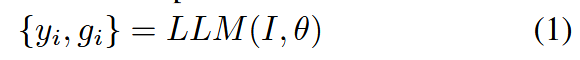 {y_i, g_i} = LLM(I, θ) (1)